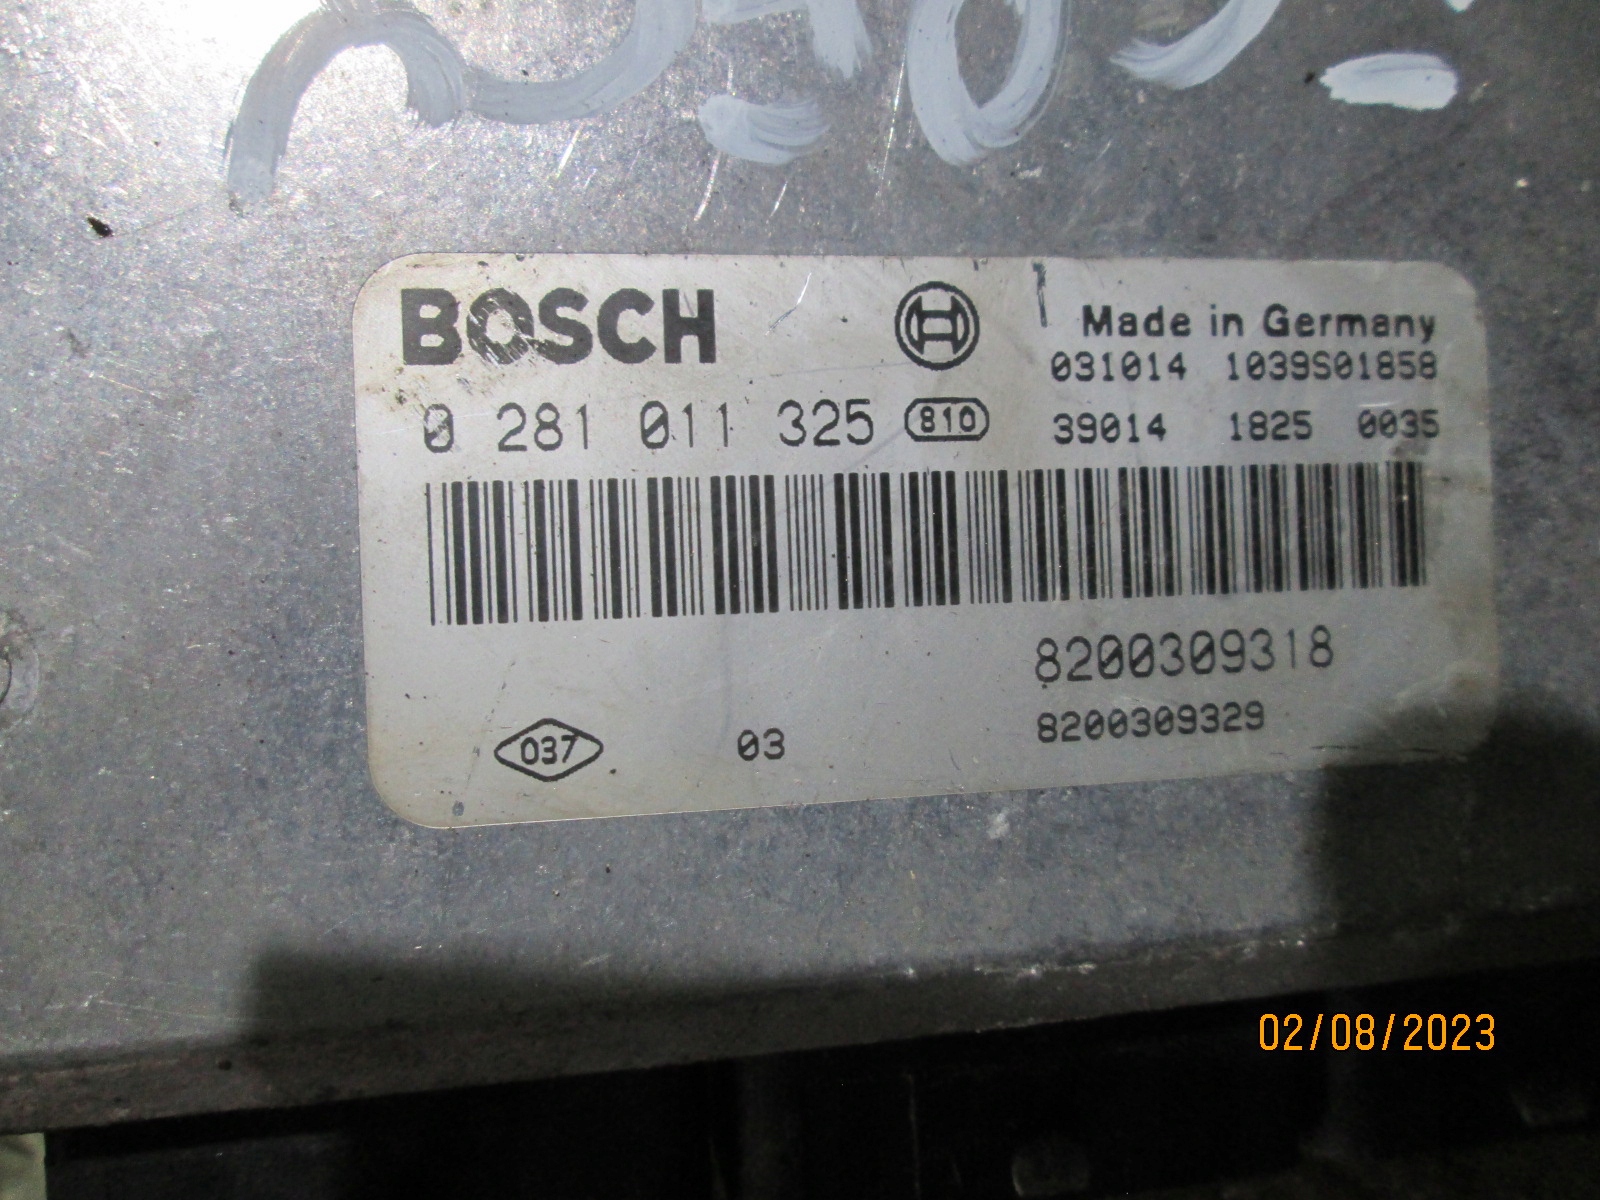 BOSCH
Made in Germany
031014 1039S01858
0 281 011 325 810
39014 1825 0035
8200309318
037 03 8200309329
02/08/2023